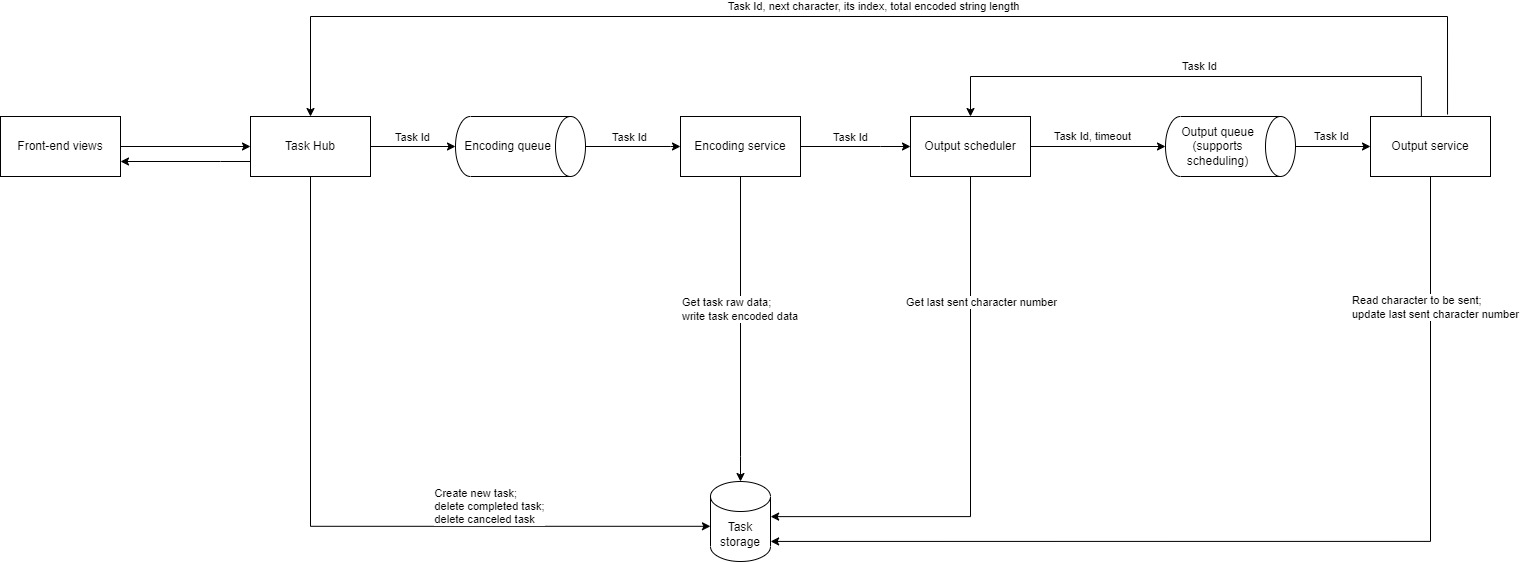 Task Id, next character, its index, total encoded string length
Task Id
Front-end views
Task Hub
Task Id
Encoding queue
Task Id
Encoding service
Task Id
Output scheduler
Task Id, timeout
Output queue
(supports
scheduling)
Task Id
Output service
Get task raw data;
write task encoded data
Get last sent character number
Read character to be sent;
update last sent character number
Create new task;
delete completed task;
delete canceled task
Task
storage